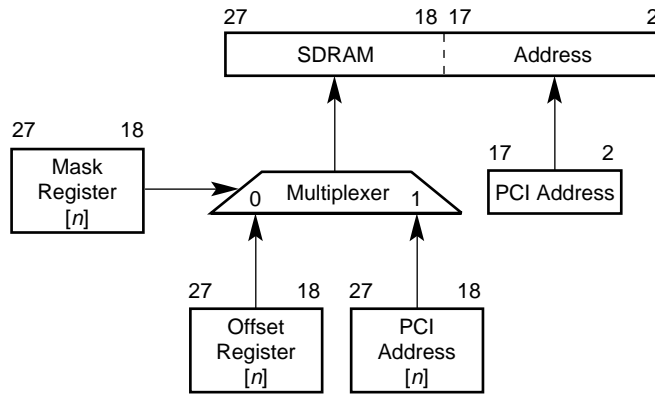 27 18 17 2
SDRAM Address
27 18
Mask
Register
[n]
Multiplexer
0 1
17 2
PCI Address
27 18
Offset
Register
[n]
27 18
PCI
Address
[n]